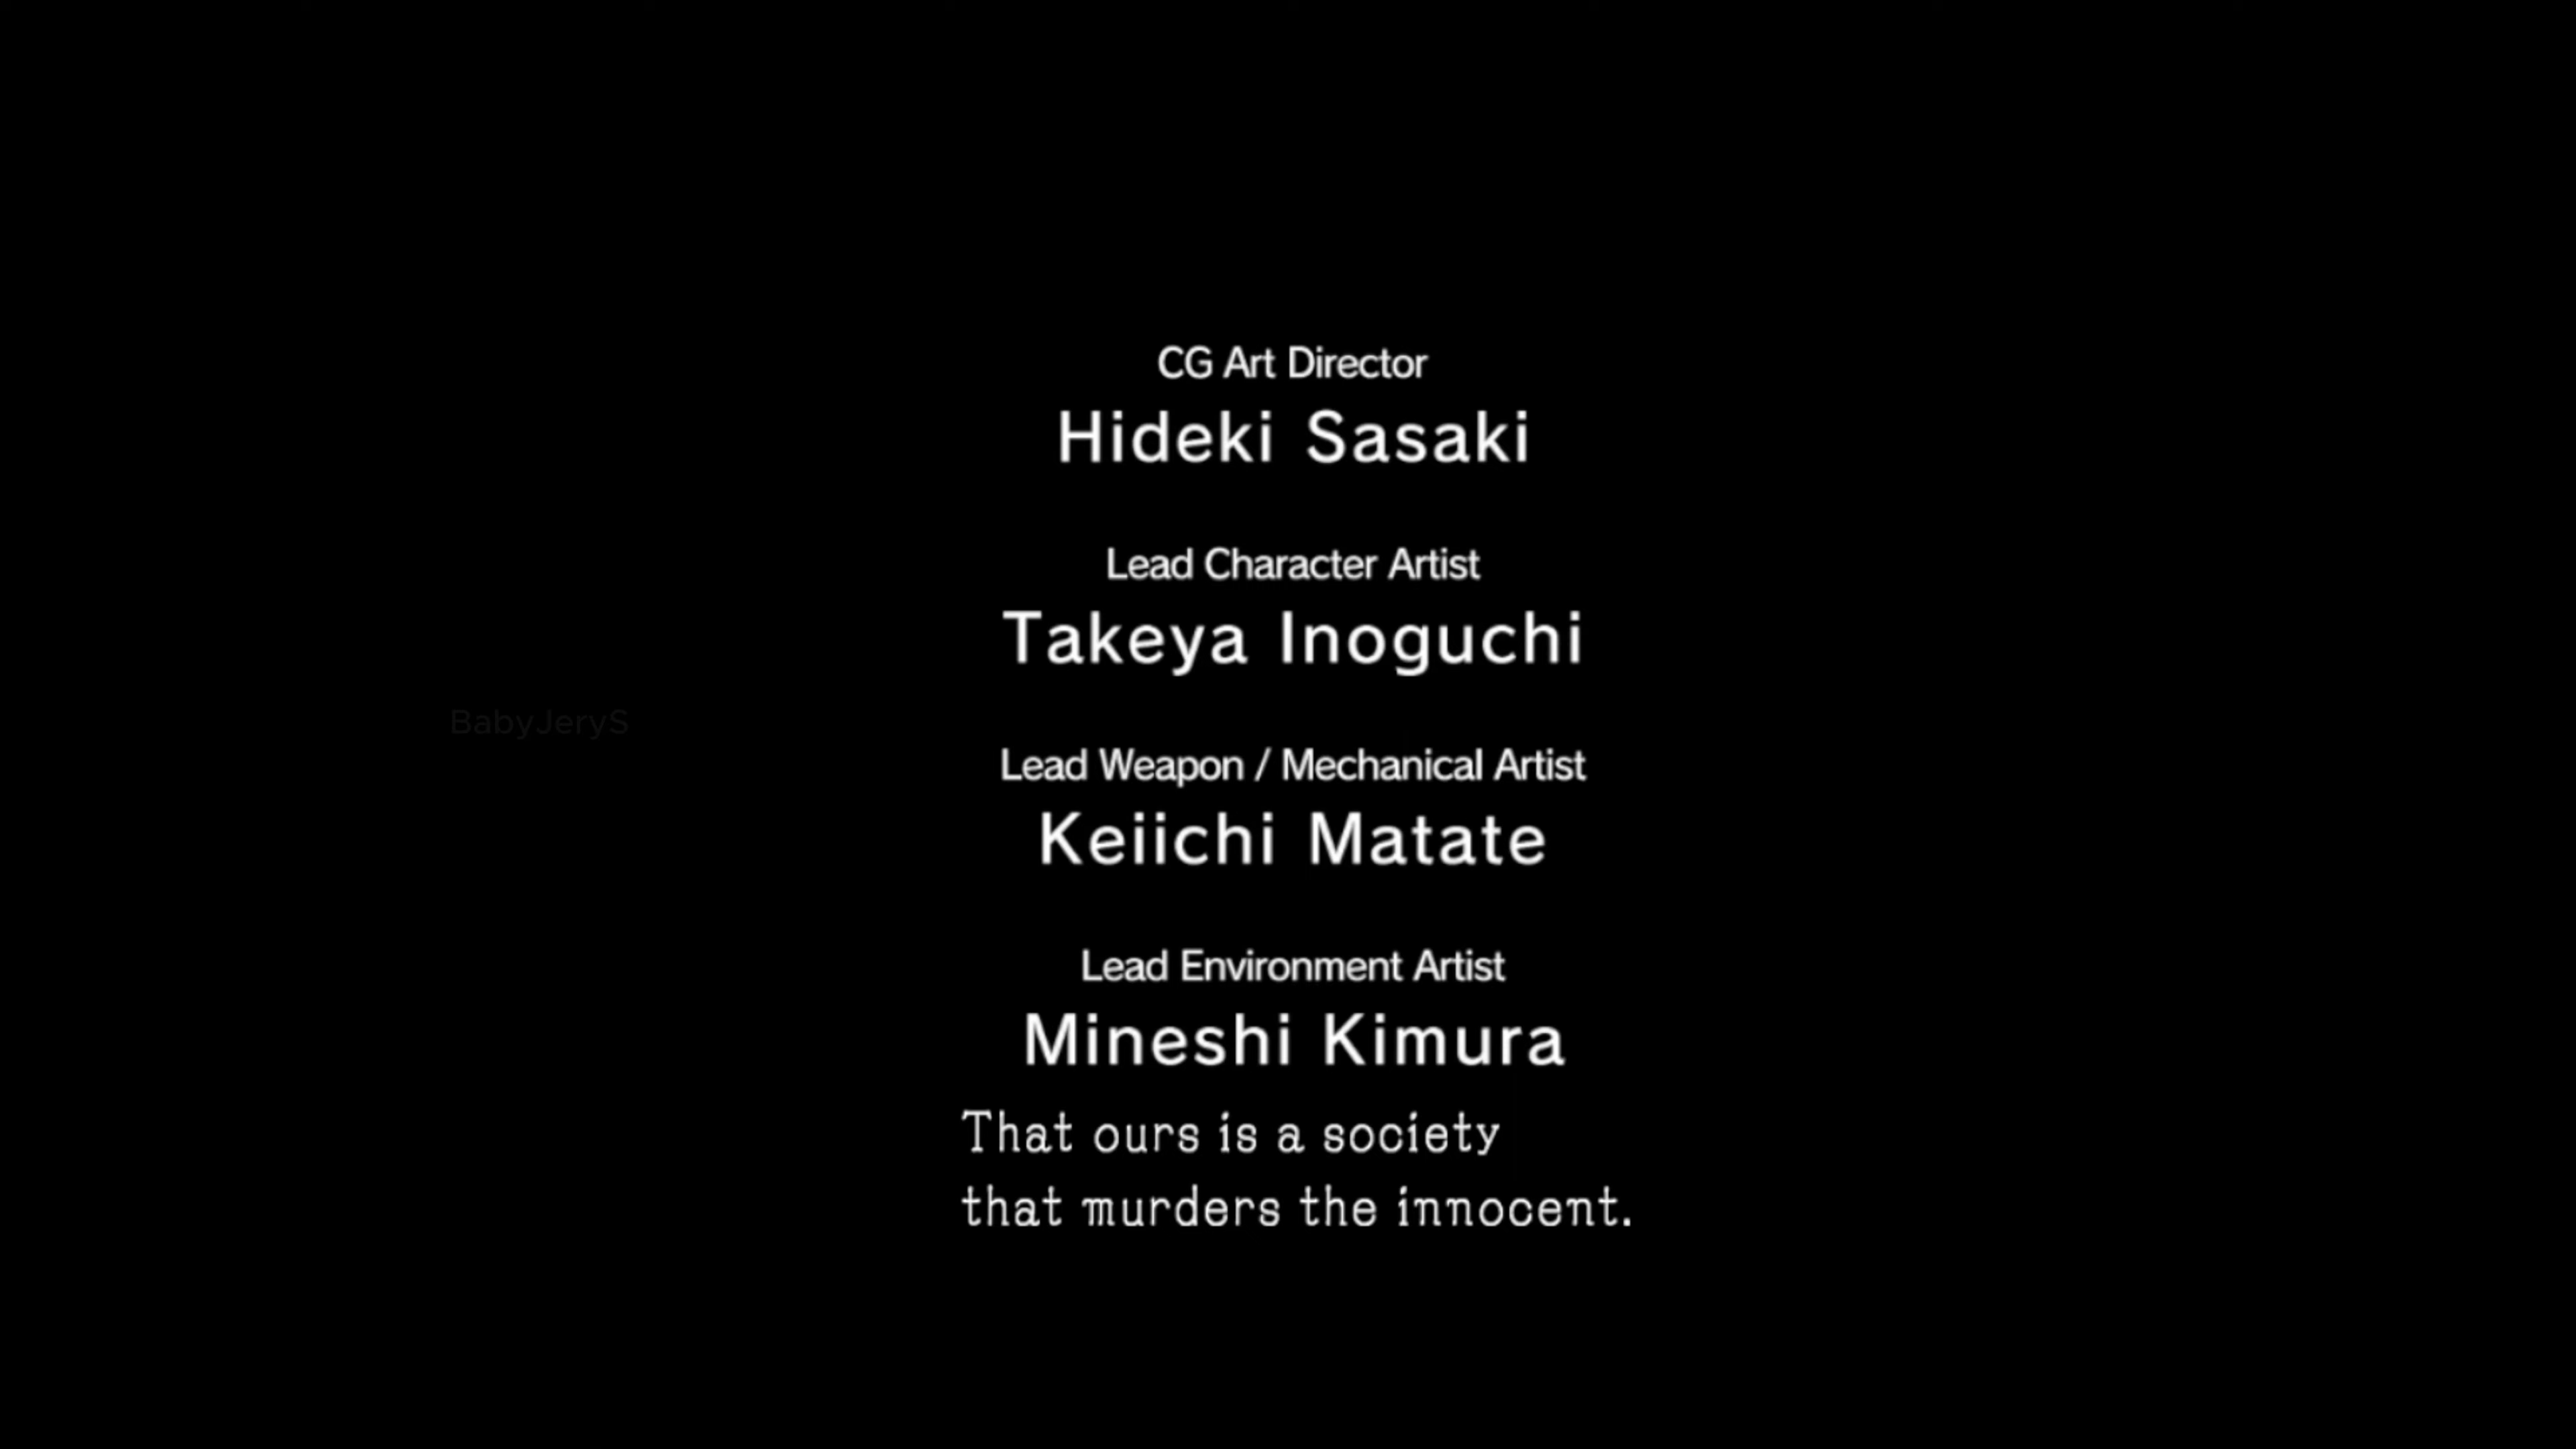 CG Art Director
Hideki Sasaki
Lead Character Artist
Takeya Inoguchi
BabyJeryS
Lead Weapon / Mechanical Artist
Keiichi Matate
Lead Environment Artist
Mineshi Kimura
That ours is a society
that murders the innocent.